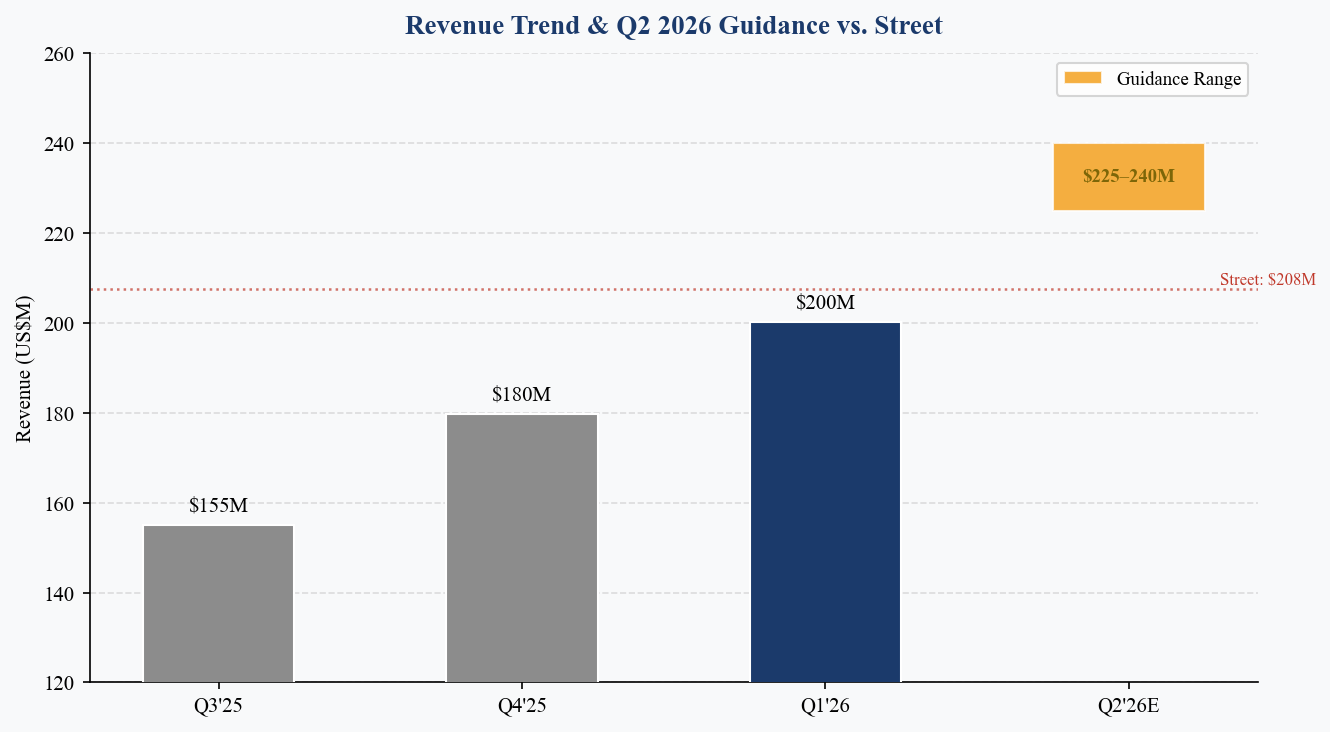 Revenue Trend & Q2 2026 Guidance vs. Street
Guidance Range
Revenue (US$M)
260
240
220
200
180
160
140
120
$155M
$180M
$200M
$225–240M
Street: $208M
Q3'25
Q4'25
Q1'26
Q2'26E